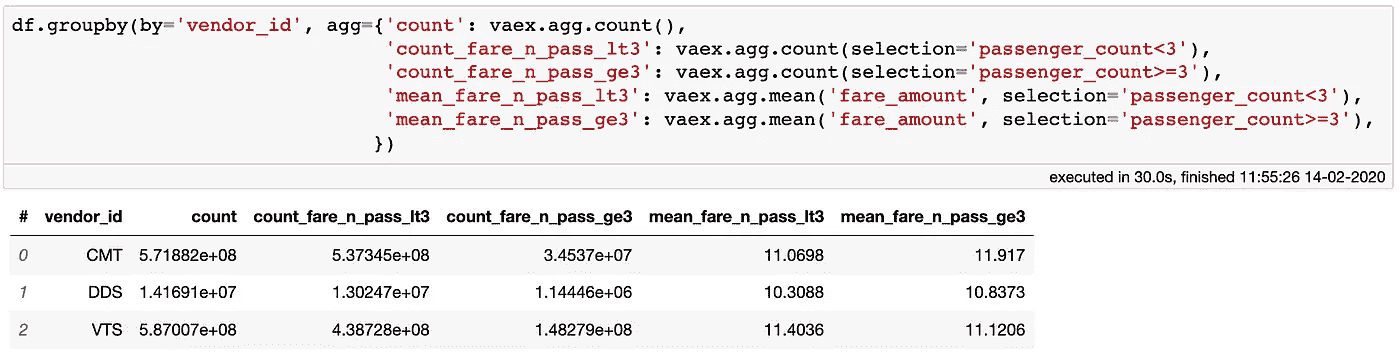 df.groupby(by='vendor_id', agg={'count': vaex.agg.count(),
'count_fare_n_pass_lt3': vaex.agg.count(selection='passenger_count<3'),
'count_fare_n_pass_ge3': vaex.agg.count(selection='passenger_count>=3'),
'mean_fare_n_pass_lt3': vaex.agg.mean('fare_amount', selection='passenger_count<3'),
'mean_fare_n_pass_ge3': vaex.agg.mean('fare_amount', selection='passenger_count>=3'),
})
executed in 30.0s, finished 11:55:26 14-02-2020
# vendor_id count count_fare_n_pass_lt3 count_fare_n_pass_ge3 mean_fare_n_pass_lt3 mean_fare_n_pass_ge3
0 CMT 5.71882e+08 5.37345e+08 3.4537e+07 11.0698 11.917
1 DDS 1.41691e+07 1.30247e+07 1.14446e+06 10.3088 10.8373
2 VTS 5.87007e+08 4.38728e+08 1.48279e+08 11.4036 11.1206